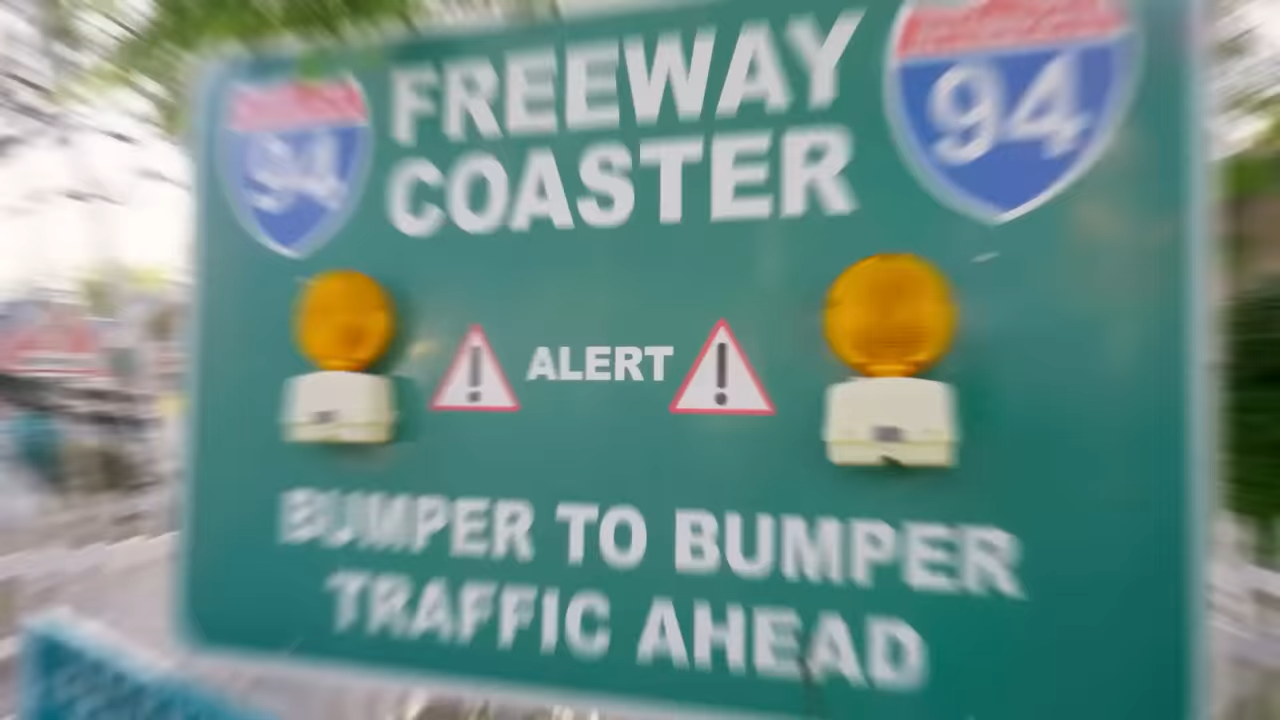 94
FREEWAY
COASTER
94
! ALERT !
BUMPER TO BUMPER
TRAFFIC AHEAD